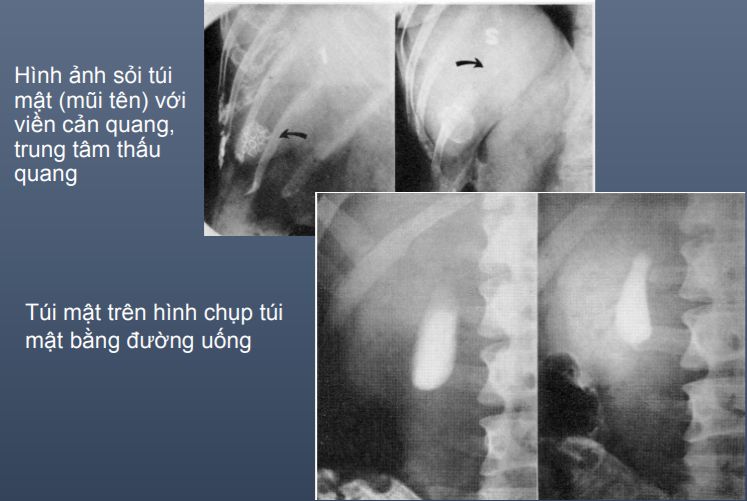 Hình ảnh sỏi túi
mật (mũi tên) với
viền cản quang,
trung tâm thấu
quang
S
Túi mật trên hình chụp túi
mật bằng đường uống